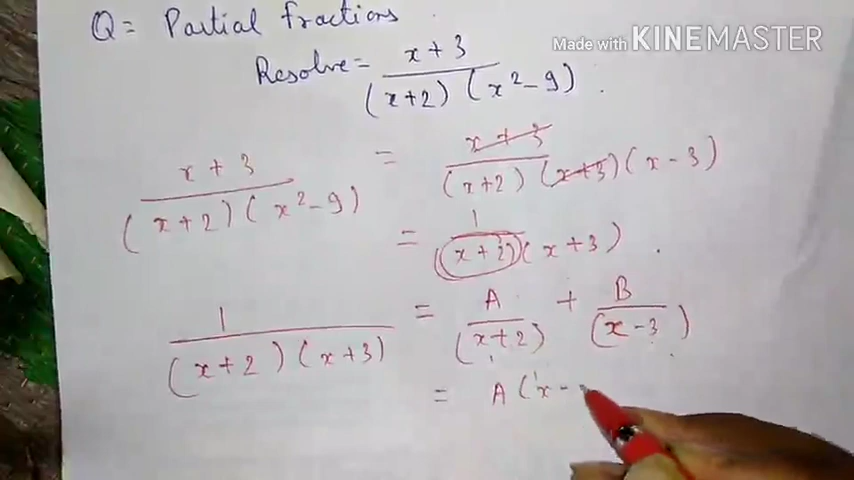 Made with KINEMASTER
Q= Partial fractions
Resolve= x+3 / (x+2) (x²-9) .
x+3 / (x+2) (x²-9) = x+3 / (x+2) (x+3) (x-3)
= 1 / (x+2) (x+3) .
1 / (x+2) (x+3) = A / (x+2) + B / (x-3)
= A (x-